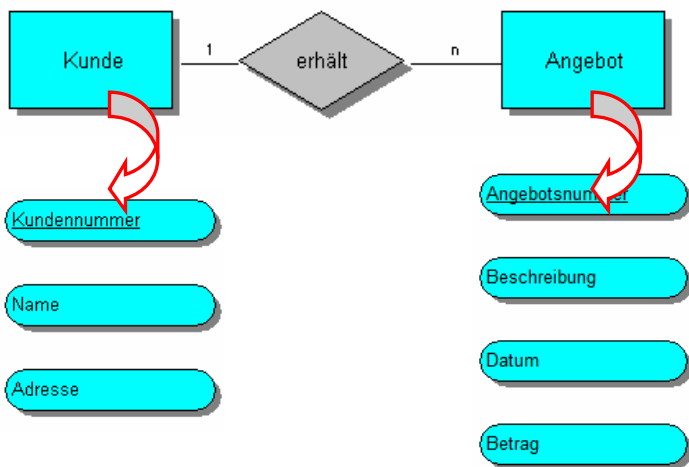 Kunde
1
erhält
n
Angebot
Kundennummer
Name
Adresse
Angebotsnummer
Beschreibung
Datum
Betrag